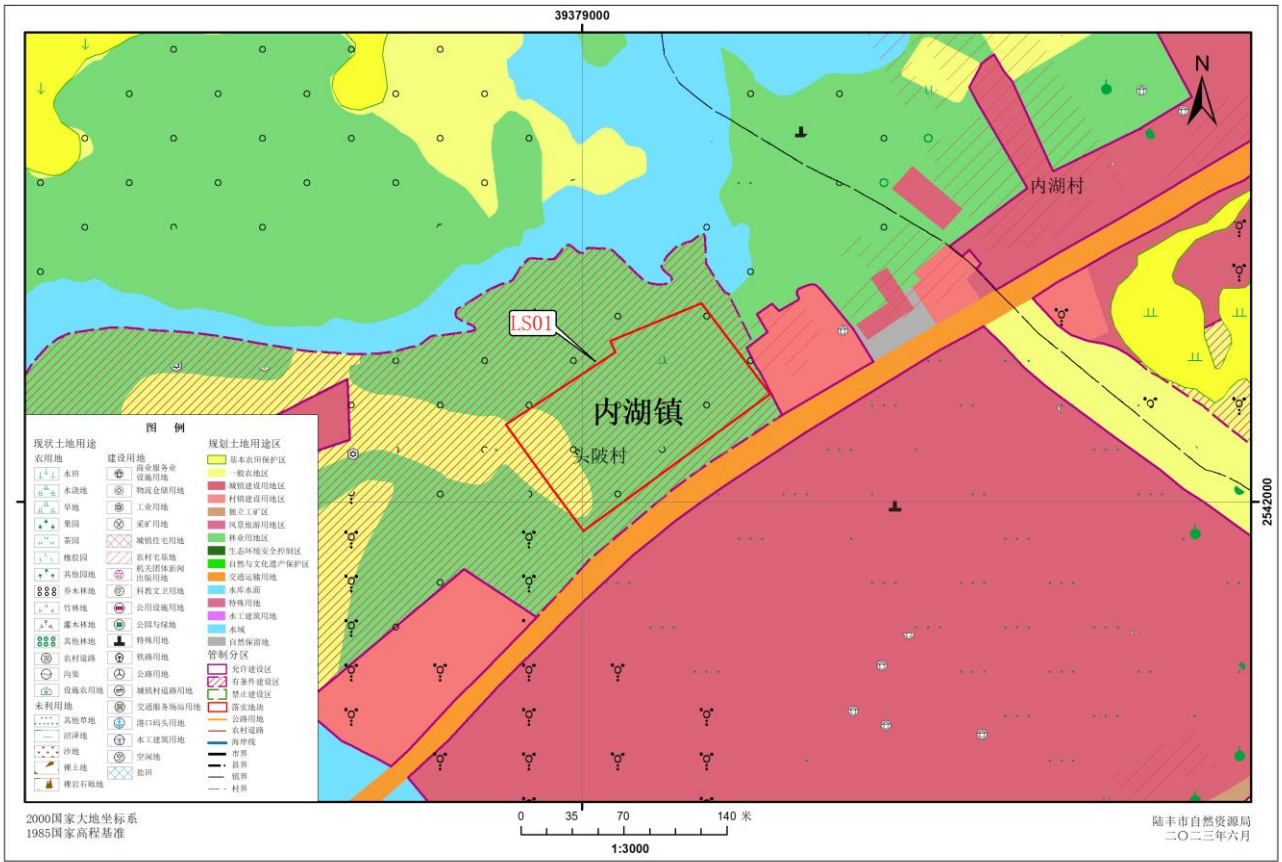 39379000
N
内湖村
LS01
内湖镇
头陂村
2542000
图 例
现状土地用途
农用地
水田
水浇地
旱地
果园
茶园
橡胶园
其他园地
乔木林地
竹林地
灌木林地
其他林地
农村道路
沟渠
设施农用地
未利用地
其他草地
沼泽地
沙地
裸土地
裸岩石砾地
建设用地
商业服务业
设施用地
物流仓储用地
工业用地
采矿用地
城镇住宅用地
农村宅基地
机关团体新闻
出版用地
科教文卫用地
公用设施用地
公园与绿地
特殊用地
铁路用地
公路用地
城镇村道路用地
交通服务场站用地
港口码头用地
水工建筑用地
空闲地
盐田
规划土地用途区
基本农田保护区
一般农地区
城镇建设用地区
村镇建设用地区
独立工矿区
风景旅游用地区
林业用地区
生态环境安全控制区
自然与文化遗产保护区
交通运输用地
水库水面
特殊用地
水工建筑用地
水域
自然保留地
管制分区
允许建设区
有条件建设区
禁止建设区
落实地块
公路用地
农村道路
海岸线
市界
县界
镇界
村界
2000国家大地坐标系
1985国家高程基准
0 35 70 140 米
1:3000
陆丰市自然资源局
二〇二三年六月